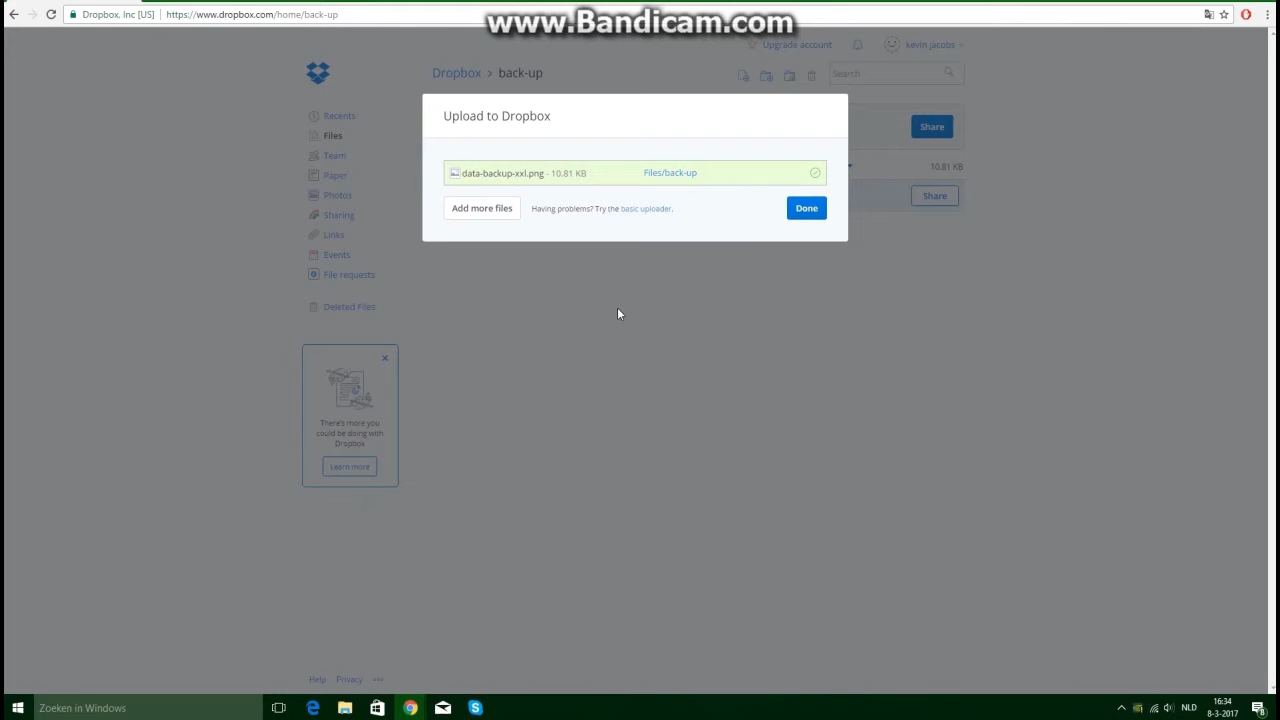 Dropbox, Inc [US]
https://www.dropbox.com/home/back-up
www.Bandicam.com
Upgrade account
kevin jacobs
Dropbox › back-up
Search
Upload to Dropbox
Recents
Files
Team
Paper
Photos
Sharing
Links
Events
File requests
Deleted Files
data-backup-xxl.png - 10.81 KB
Files/back-up
Add more files
Having problems? Try the basic uploader.
Done
Share
10.81 KB
Share
There's more you
could be doing with
Dropbox
Learn more
Help
Privacy
Zoeken in Windows
NLD
16:34
8-3-2017
8